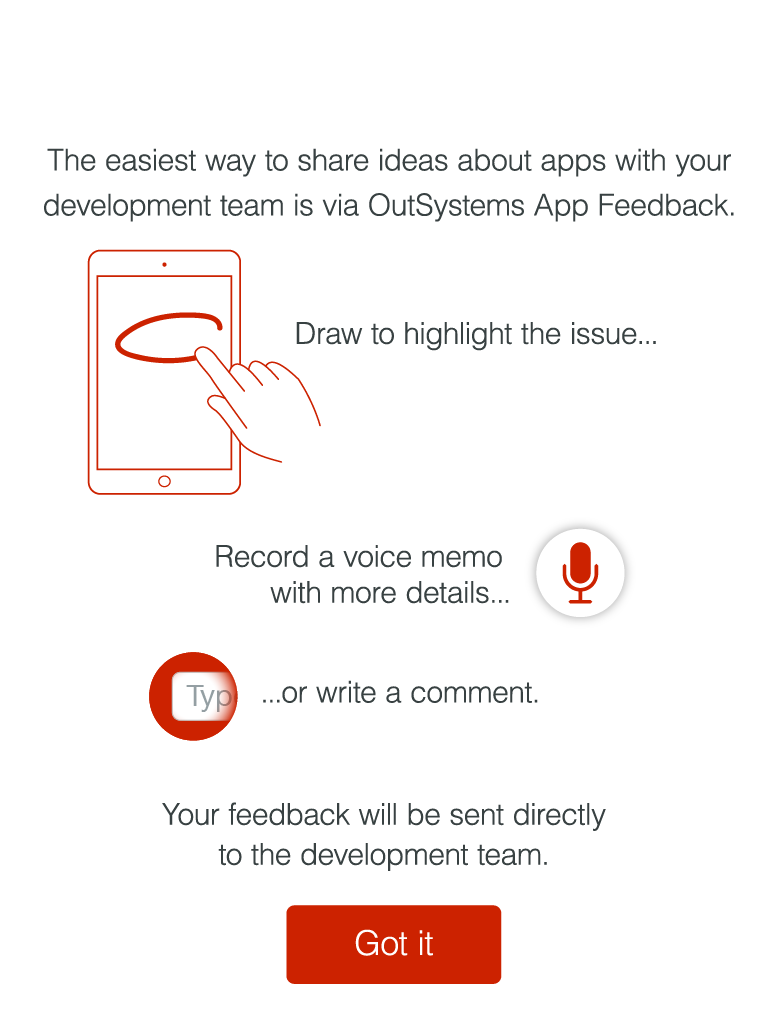 The easiest way to share ideas about apps with your
development team is via OutSystems App Feedback.
Draw to highlight the issue...
Record a voice memo
with more details...
Typ
...or write a comment.
Your feedback will be sent directly
to the development team.
Got it